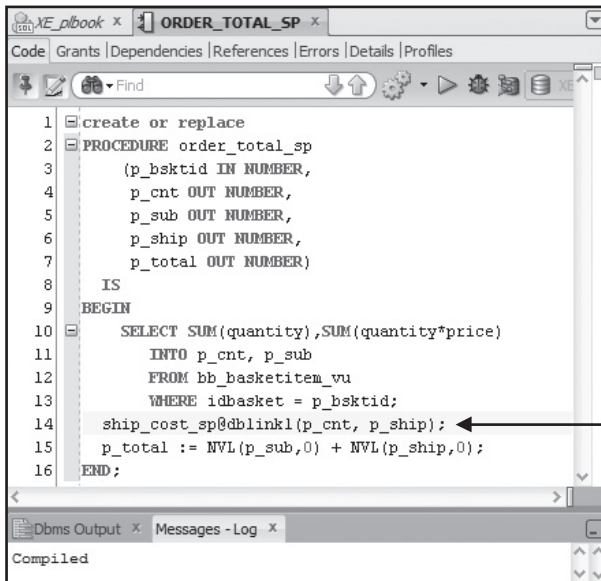 XE_plbook x ORDER_TOTAL_SP x
Code Grants | Dependencies | References | Errors | Details | Profiles
Find XE
1 create or replace
2 PROCEDURE order_total_sp
3 (p_bsktid IN NUMBER,
4 p_cnt OUT NUMBER,
5 p_sub OUT NUMBER,
6 p_ship OUT NUMBER,
7 p_total OUT NUMBER)
8 IS
9 BEGIN
10 SELECT SUM(quantity),SUM(quantity*price)
11 INTO p_cnt, p_sub
12 FROM bb_basketitem_vu
13 WHERE idbasket = p_bsktid;
14 ship_cost_sp@dblink1(p_cnt, p_ship);
15 p_total := NVL(p_sub,0) + NVL(p_ship,0);
16 END;
Dbms Output x Messages - Log x
Compiled